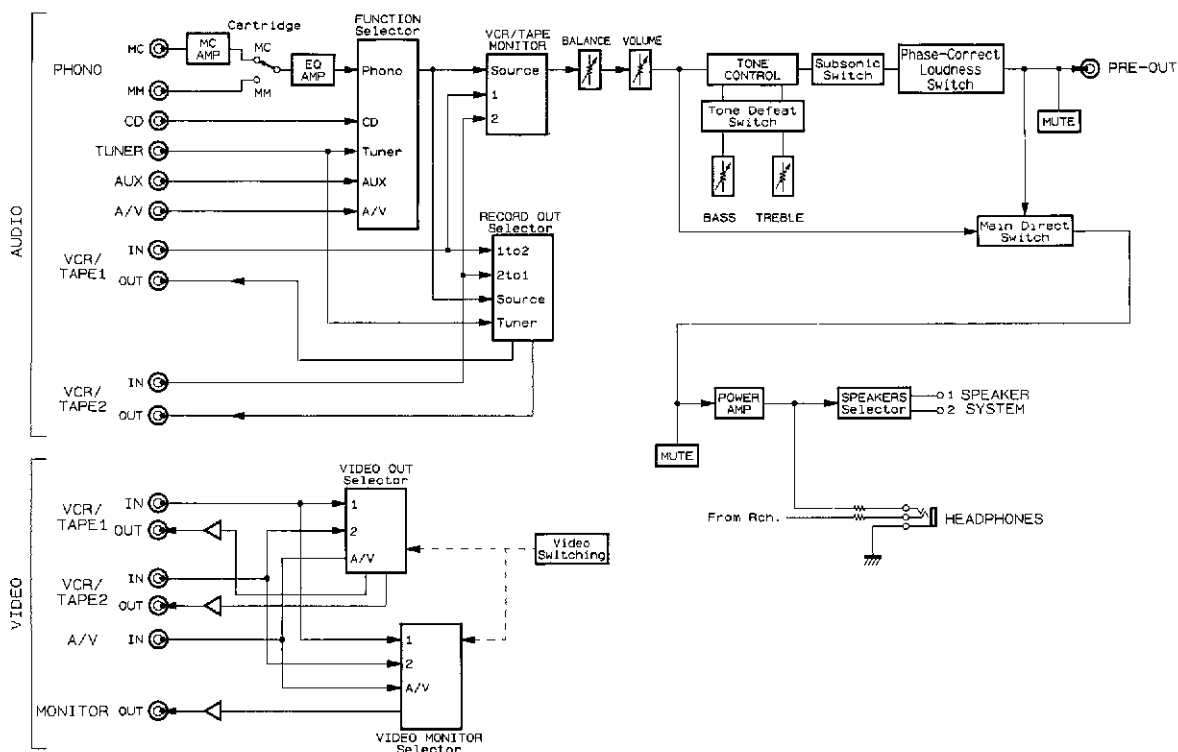 AUDIO
PHONO
MC
MC AMP
Cartridge
MC
MM
EQ AMP
MM
CD
TUNER
AUX
A/V
VCR/TAPE1
IN
OUT
VCR/TAPE2
IN
OUT
FUNCTION Selector
Phono
CD
Tuner
AUX
A/V
VCR/TAPE MONITOR
Source
1
2
RECORD OUT Selector
1to2
2to1
Source
Tuner
BALANCE
VOLUME
TONE CONTROL
Tone Defeat Switch
BASS
TREBLE
Subsonic Switch
Phase-Correct Loudness Switch
PRE-OUT
MUTE
Main Direct Switch
MUTE
POWER AMP
SPEAKERS Selector
1 SPEAKER
2 SYSTEM
From Rch.
HEADPHONES
VIDEO
VCR/TAPE1
IN
OUT
VCR/TAPE2
IN
OUT
A/V IN
MONITOR OUT
VIDEO OUT Selector
1
2
A/V
Video Switching
1
2
A/V
VIDEO MONITOR Selector